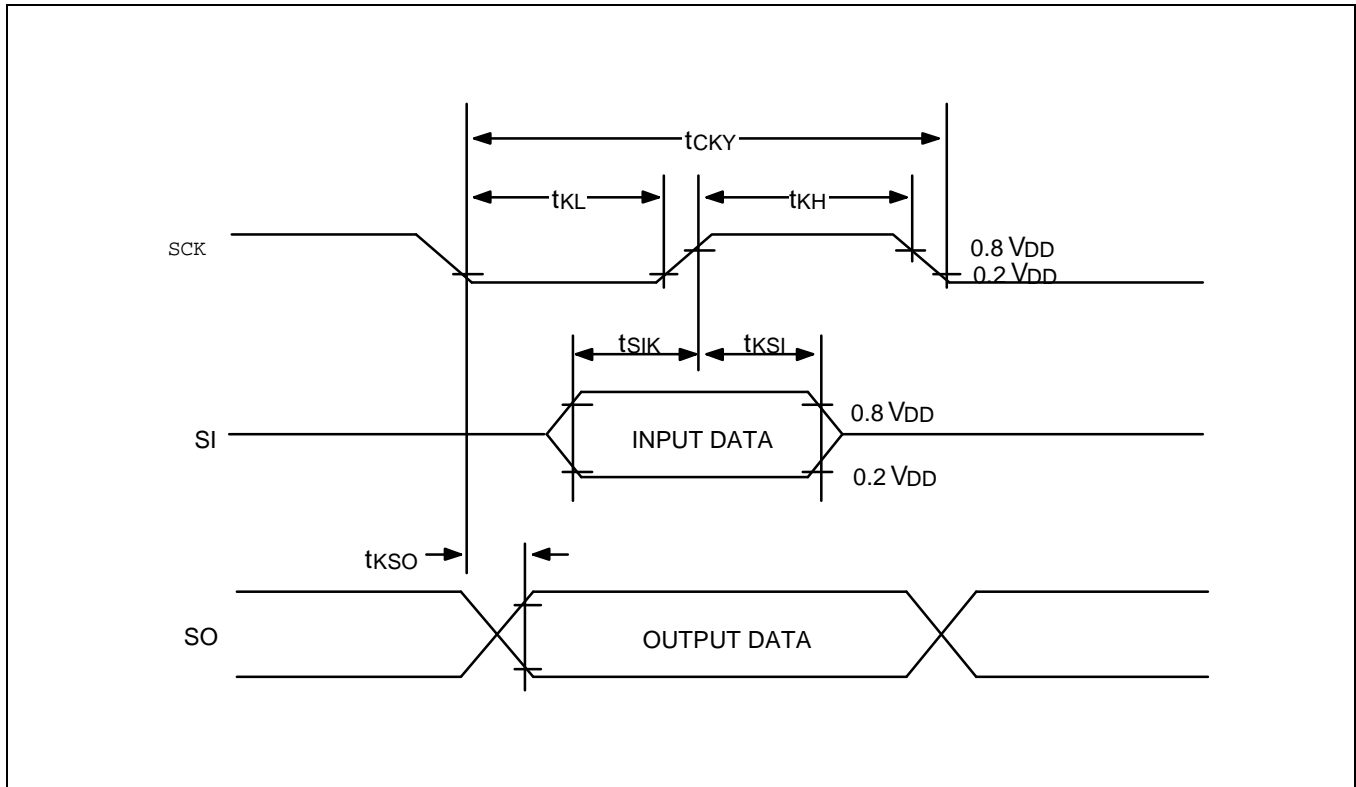 tCKY
tKL
tKH
SCK
0.8 VDD
0.2 VDD
tSIK
tKSI
0.8 VDD
SI
INPUT DATA
0.2 VDD
tKSO
SO
OUTPUT DATA